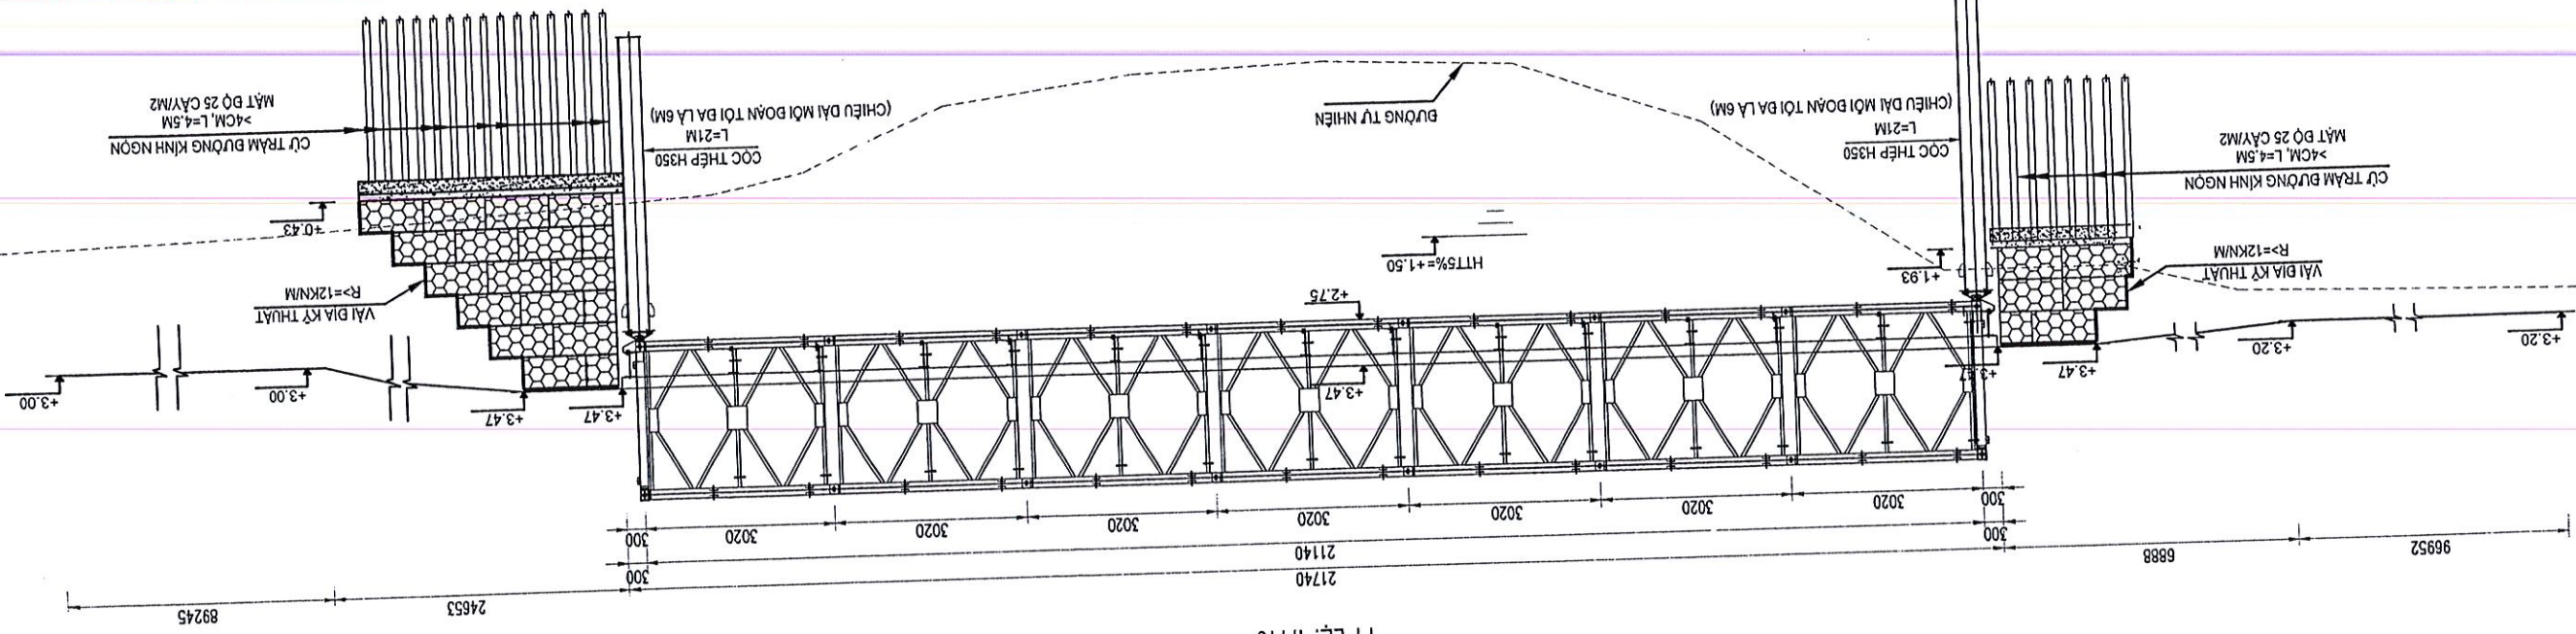 96952
6888
21740
24653
89245
300
21140
300
300
3020
3020
3020
3020
3020
3020
3020
300
+3.20
+3.20
+3.47
+3.47
+3.47
+3.47
+3.00
+3.00
+2.75
VẢI ĐỊA KỸ THUẬT
R>=12KN/M
+1.93
HTT5%=+1.50
VẢI ĐỊA KỸ THUẬT
R>=12KN/M
+0.43
CỪ TRÀM ĐƯỜNG KÍNH NGỌN
>4CM, L=4.5M
MẬT ĐỘ 25 CÂY/M2
CỌC THÉP H350
L=21M
(CHIỀU DÀI MỖI ĐOẠN TỐI ĐA LÀ 6M)
ĐƯỜNG TỰ NHIÊN
CỌC THÉP H350
L=21M
(CHIỀU DÀI MỖI ĐOẠN TỐI ĐA LÀ 6M)
CỪ TRÀM ĐƯỜNG KÍNH NGỌN
>4CM, L=4.5M
MẬT ĐỘ 25 CÂY/M2